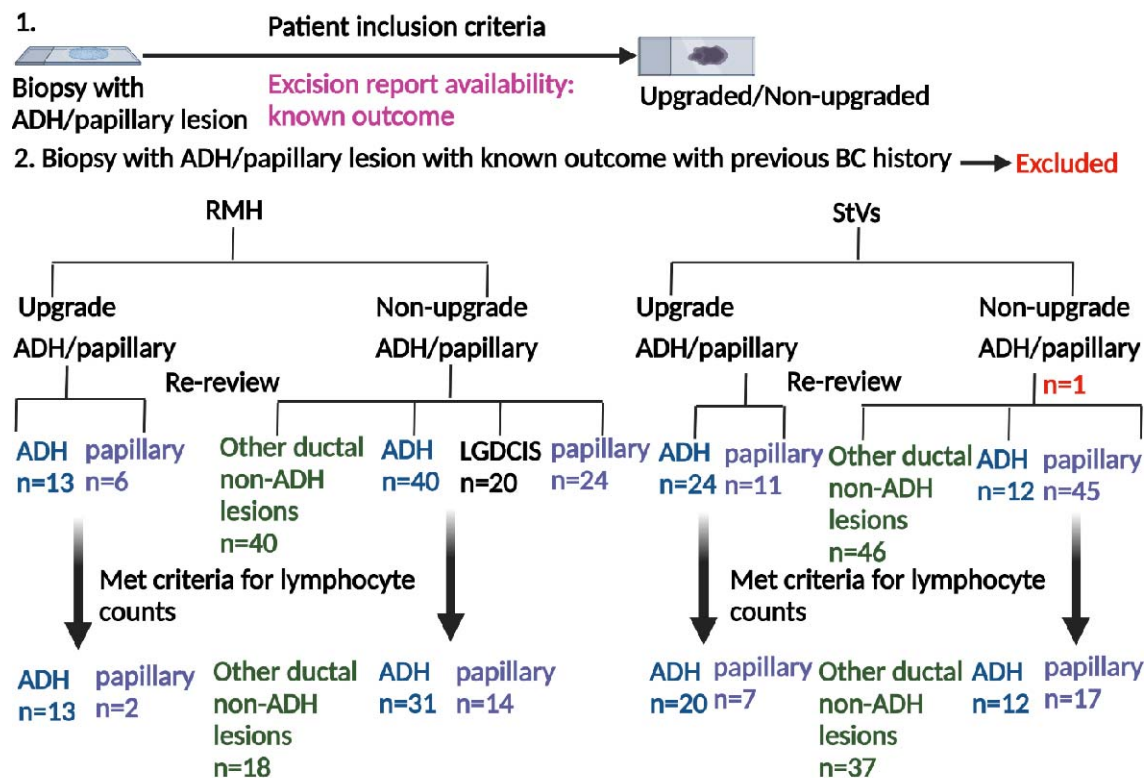 1.
Patient inclusion criteria
Biopsy with
ADH/papillary lesion
Excision report availability:
known outcome
Upgraded/Non-upgraded
2. Biopsy with ADH/papillary lesion with known outcome with previous BC history
Excluded
RMH
StVs
Upgrade
ADH/papillary
Non-upgrade
ADH/papillary
Upgrade
ADH/papillary
Non-upgrade
ADH/papillary
Re-review
Re-review
n=1
ADH
n=13
papillary
n=6
Other ductal
non-ADH
lesions
n=40
ADH
n=40
LGDCIS
n=20
papillary
n=24
ADH
n=24
papillary
n=11
Other ductal
non-ADH
lesions
n=46
ADH
n=12
papillary
n=45
Met criteria for lymphocyte
counts
Met criteria for lymphocyte
counts
ADH
n=13
papillary
n=2
Other ductal
non-ADH
lesions
n=18
ADH
n=31
papillary
n=14
ADH
n=20
papillary
n=7
Other ductal
non-ADH
lesions
n=37
ADH
n=12
papillary
n=17